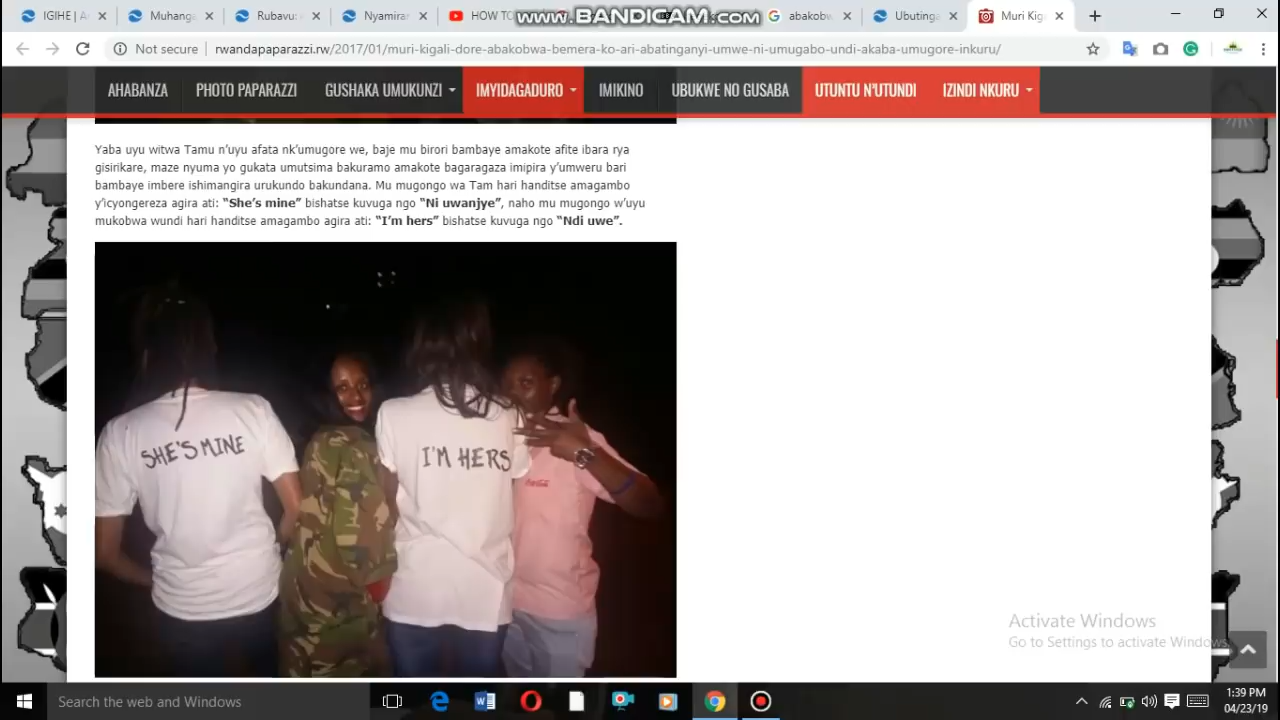 IGIHE | A
Muhanga
Rubavu:
Nyamirar
HOW TO
www.BANDICAM.com
abakobw
Ubutinga
Muri Kig
Not secure | rwandapaparazzi.rw/2017/01/muri-kigali-dore-abakobwa-bemera-ko-ari-abatinganyi-umwe-ni-umugabo-undi-akaba-umugore-inkuru/
AHABANZA PHOTO PAPARAZZI GUSHAKA UMUKUNZI IMYIDAGADURO IMIKINO UBUKWE NO GUSABA UTUNTU N'UTUNDI IZINDI NKURU
Yaba uyu witwa Tamu n'uyu afata nk'umugore we, baje mu birori bambaye amakote afite ibara rya
gisirikare, maze nyuma yo gukata umutsima bakuramo amakote bagaragaza imipira y'umweru bari
bambaye imbere ishimangira urukundo bakundana. Mu mugongo wa Tam hari handitse amagambo
y'icyongereza agira ati: "She's mine" bishatse kuvuga ngo "Ni uwanjye", naho mu mugongo w'uyu
mukobwa wundi hari handitse amagambo agira ati: "I'm hers" bishatse kuvuga ngo "Ndi uwe".
SHE'S MINE
I'M HERS
Coca-Cola
Activate Windows
Go to Settings to activate Windows.
Search the web and Windows
1:39 PM
04/23/19